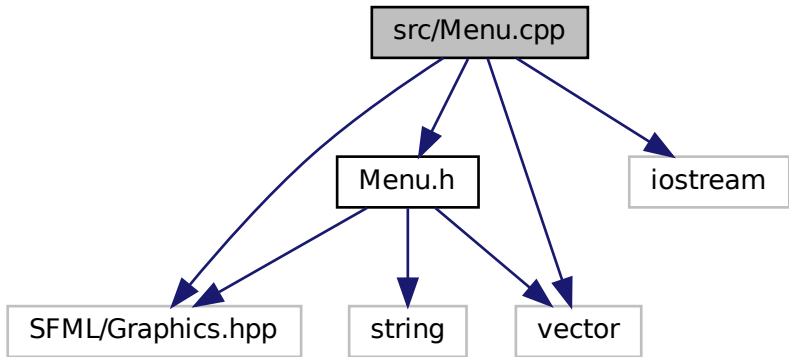 src/Menu.cpp
Menu.h
iostream
SFML/Graphics.hpp
string
vector